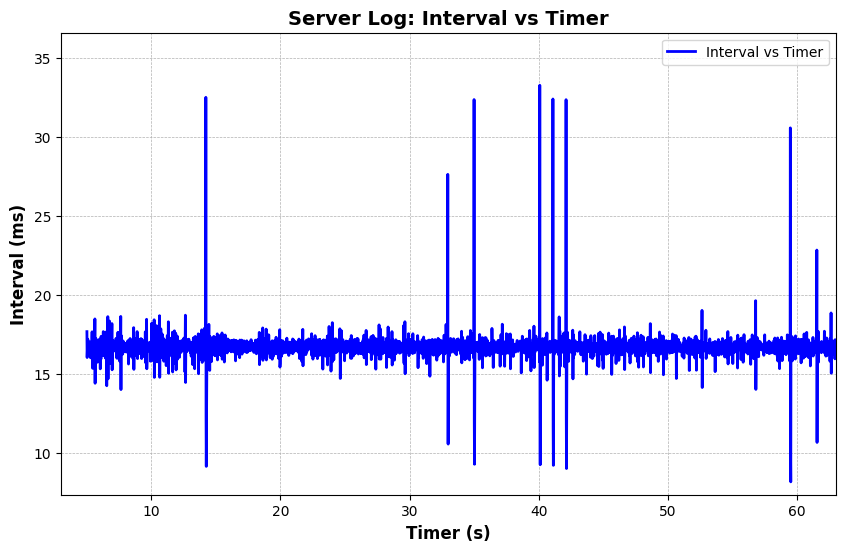 Server Log: Interval vs Timer
Interval vs Timer
Interval (ms)
35
30
25
20
15
10
10 20 30 40 50 60
Timer (s)